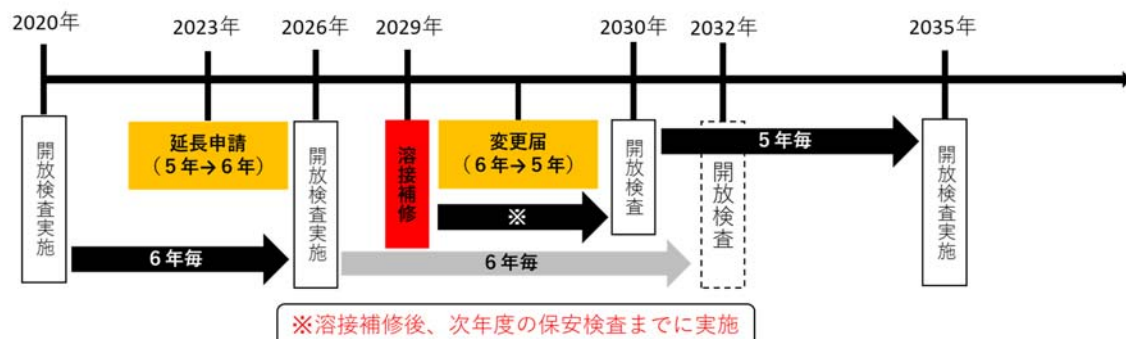 2020年
2023年
2026年
2029年
2030年
2032年
2035年
開放検査実施
延長申請
（５年→６年）
開放検査実施
溶接補修
変更届
（６年→５年）
開放検査
開放検査
開放検査実施
５年毎
※
６年毎
６年毎
※溶接補修後、次年度の保安検査までに実施